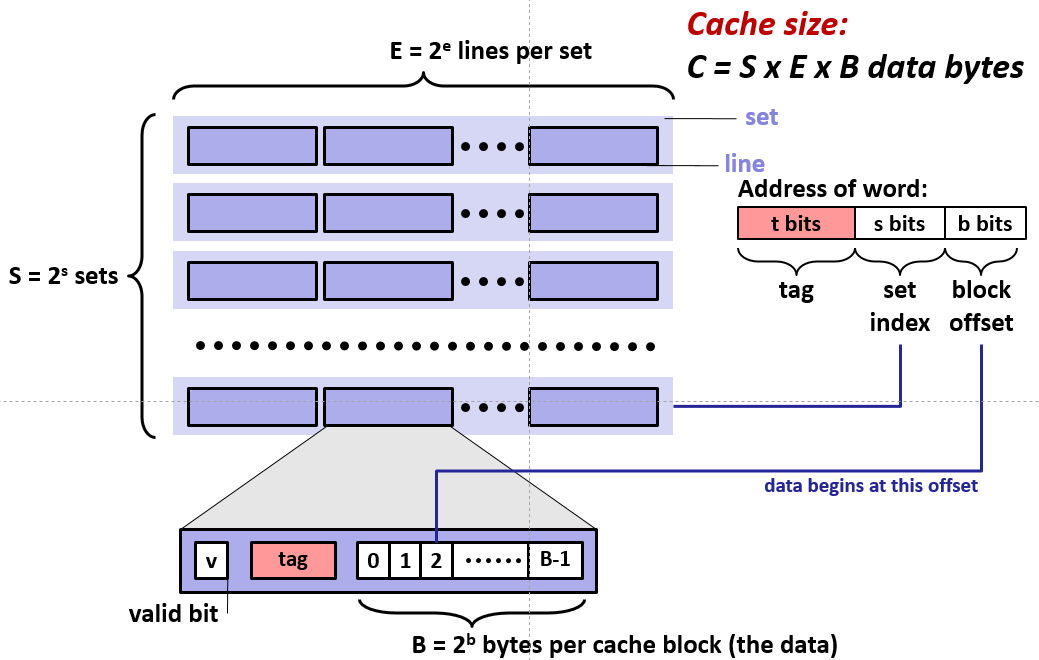 Cache size:
C = S x E x B data bytes
E = 2ᵉ lines per set
set
line
Address of word:
t bits s bits b bits
tag set index block offset
S = 2ˢ sets
data begins at this offset
v tag 0 1 2 •••••• B-1
valid bit
B = 2ᵇ bytes per cache block (the data)